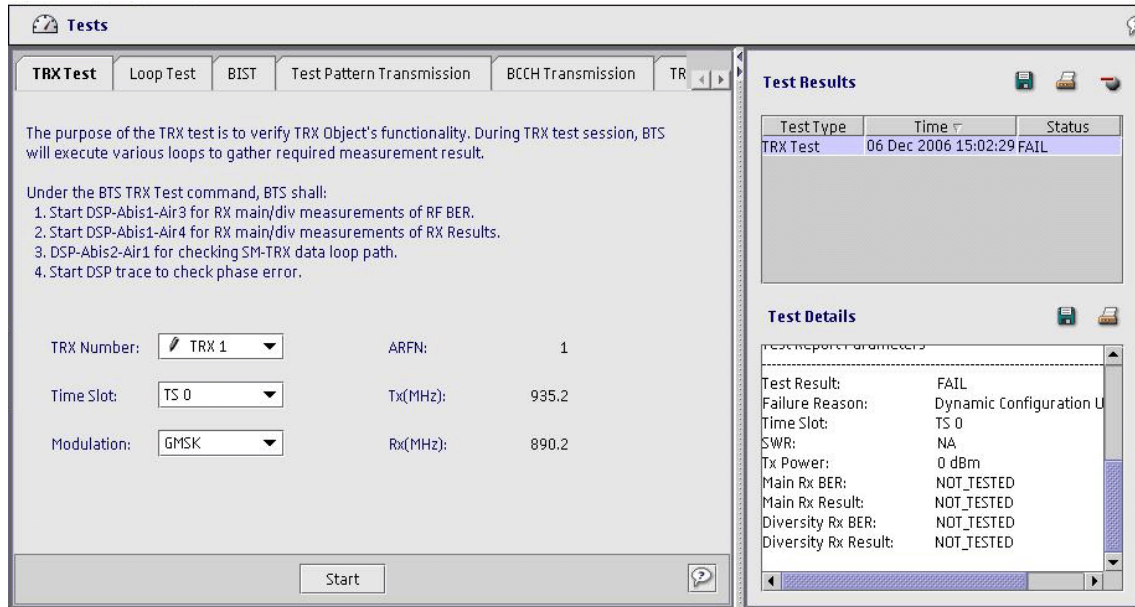 Tests
TRX Test
Loop Test
BIST
Test Pattern Transmission
BCCH Transmission
TR
The purpose of the TRX test is to verify TRX Object's functionality. During TRX test session, BTS
will execute various loops to gather required measurement result.
Under the BTS TRX Test command, BTS shall:
1. Start DSP-Abis1-Air3 for RX main/div measurements of RF BER.
2. Start DSP-Abis1-Air4 for RX main/div measurements of RX Results.
3. DSP-Abis2-Air1 for checking SM-TRX data loop path.
4. Start DSP trace to check phase error.
TRX Number: TRX 1 ARFN: 1
Time Slot: TS 0 Tx(MHz): 935.2
Modulation: GMSK Rx(MHz): 890.2
Start
Test Results
Test Type Time Status
TRX Test 06 Dec 2006 15:02:29 FAIL
Test Details
Test Report Parameters
Test Result: FAIL
Failure Reason: Dynamic Configuration U
Time Slot: TS 0
SWR: NA
Tx Power: 0 dBm
Main Rx BER: NOT_TESTED
Main Rx Result: NOT_TESTED
Diversity Rx BER: NOT_TESTED
Diversity Rx Result: NOT_TESTED